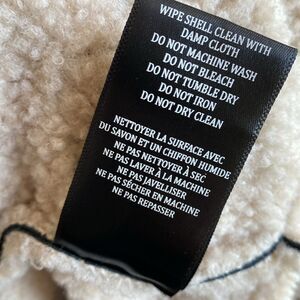 WIPE SHELL CLEAN WITH
DAMP CLOTH
DO NOT MACHINE WASH
DO NOT BLEACH
DO NOT TUMBLE DRY
DO NOT IRON
DO NOT DRY CLEAN
NETTOYER LA SURFACE AVEC
DU SAVON ET UN CHIFFON HUMIDE
NE PAS NETTOYER À SEC
NE PAS LAVER À LA MACHINE
NE PAS JAVELLISER
NE PAS SÉCHER EN MACHINE
NE PAS REPASSER